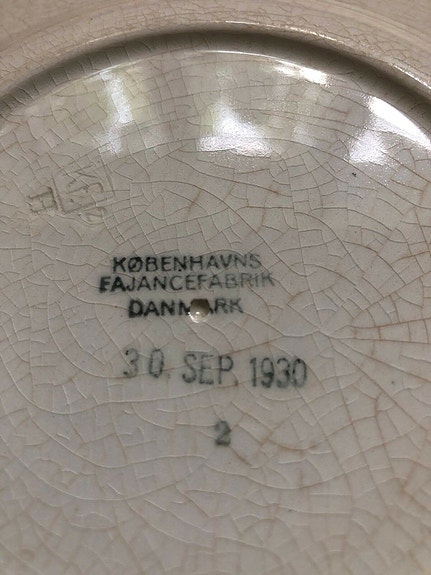 KØBENHAVNS
FAJANCEFABRIK
DANMARK
30 SEP. 1930
2